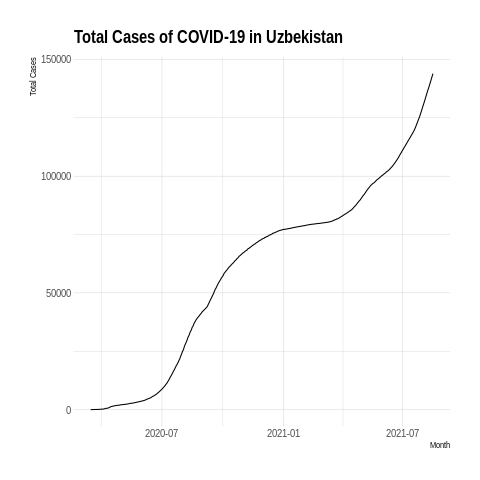 Total Cases of COVID-19 in Uzbekistan
Total Cases
150000
100000
50000
0
2020-07
2021-01
2021-07
Month